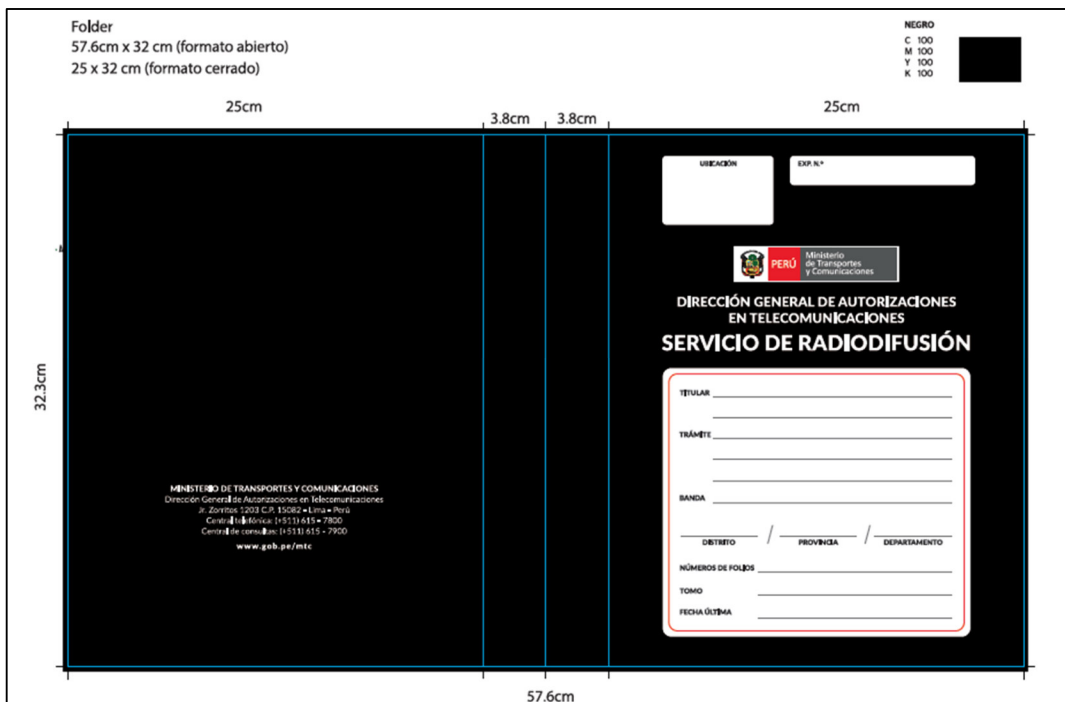 Folder
57.6cm x 32 cm (formato abierto)
25 x 32 cm (formato cerrado)
NEGRO
C 100
M 100
Y 100
K 100
25cm
3.8cm
3.8cm
25cm
UBICACIÓN
EXP. N.º
PERÚ
Ministerio
de Transportes
y Comunicaciones
DIRECCIÓN GENERAL DE AUTORIZACIONES
EN TELECOMUNICACIONES
SERVICIO DE RADIODIFUSIÓN
32.3cm
TITULAR
TRÁMITE
BANDA
DISTRITO / PROVINCIA / DEPARTAMENTO
NÚMEROS DE FOLIOS
TOMO
FECHA ÚLTIMA
MINISTERIO DE TRANSPORTES Y COMUNICACIONES
Dirección General de Autorizaciones en Telecomunicaciones
Jr. Zorritos 1203 C.P. 15082 - Lima - Perú
Central telefónica: (+511) 615 - 7800
Central de consultas: (+511) 615 - 7900
www.gob.pe/mtc
57.6cm